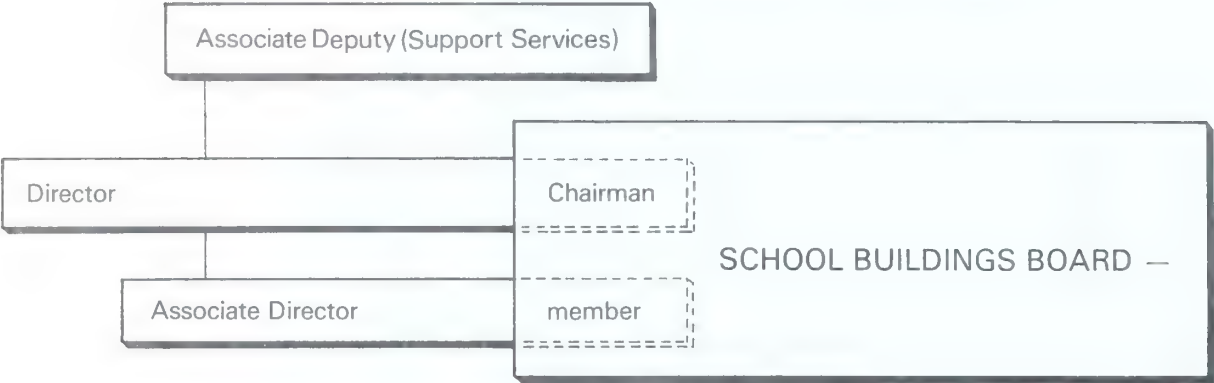 Associate Deputy (Support Services)
Director
Chairman
SCHOOL BUILDINGS BOARD —
Associate Director
member